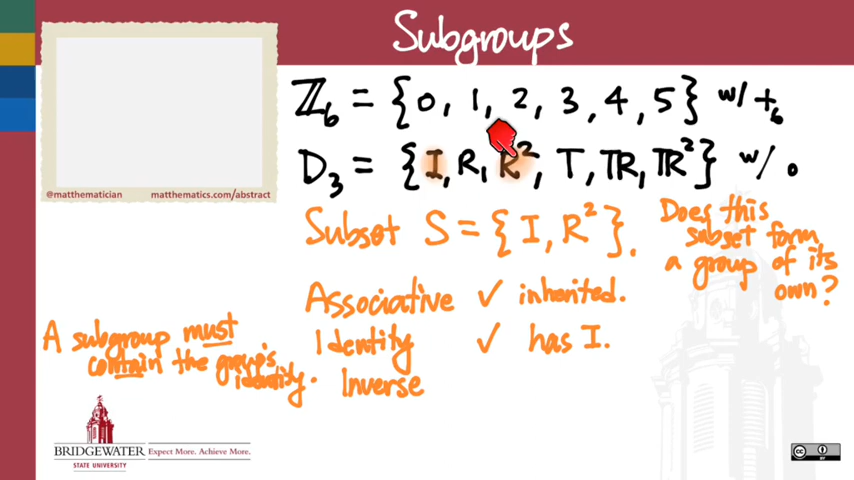 Subgroups
ℤ₆ = {0, 1, 2, 3, 4, 5} w/ +₆
D₃ = {I, R, R², T, TR, TR²} w/ ∘
@matthematician matthematics.com/abstract
Subset S = {I, R²}.
Does this
subset form
a group of its
own?
Associative ✓ inherited.
Identity ✓ has I.
Inverse
A subgroup must
contain the group's
identity.
BRIDGEWATER
STATE UNIVERSITY
Expect More. Achieve More.
cc
BY